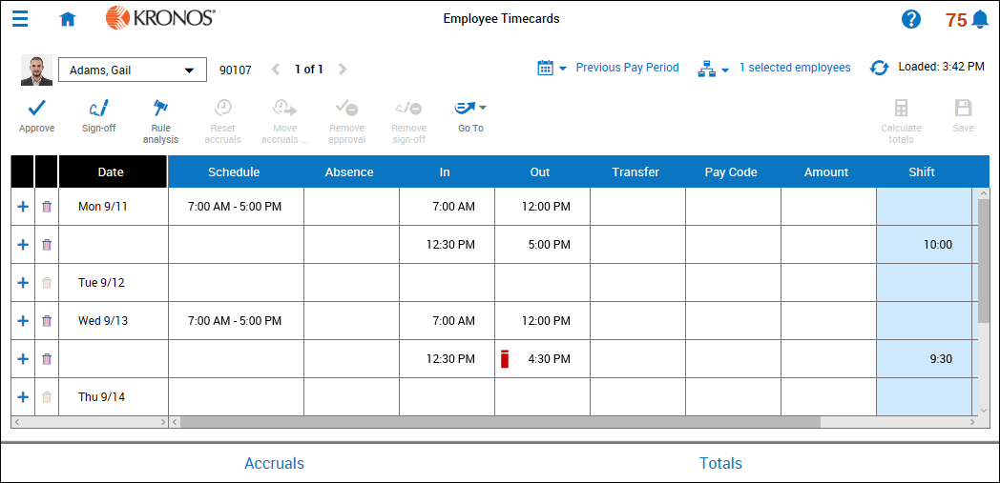 KRONOS®
Employee Timecards
? 75
Adams, Gail 90107 1 of 1 Previous Pay Period 1 selected employees Loaded: 3:42 PM
Approve Sign-off Rule analysis Reset accruals Move accruals ... Remove approval Remove sign-off Go To Calculate totals Save
Date Schedule Absence In Out Transfer Pay Code Amount Shift
Mon 9/11 7:00 AM - 5:00 PM 7:00 AM 12:00 PM
12:30 PM 5:00 PM 10:00
Tue 9/12
Wed 9/13 7:00 AM - 5:00 PM 7:00 AM 12:00 PM
12:30 PM 4:30 PM 9:30
Thu 9/14
Accruals Totals